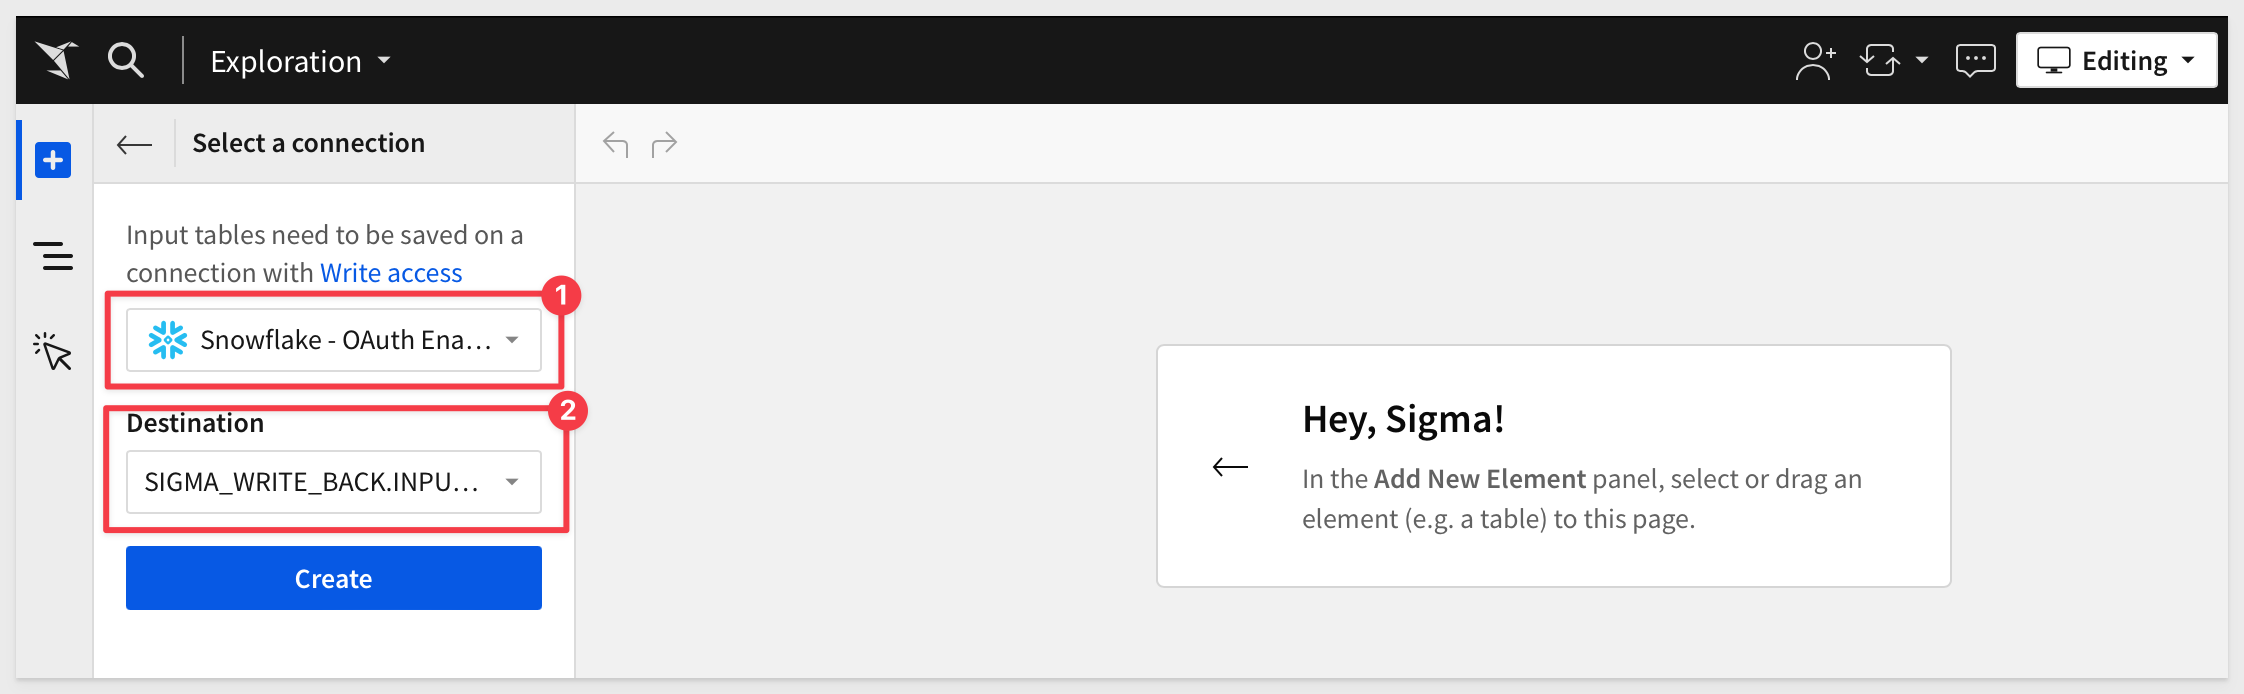 Exploration
Editing
Select a connection
Input tables need to be saved on a
connection with Write access
1
Snowflake - OAuth Ena...
2
Destination
SIGMA_WRITE_BACK.INPU...
Create
Hey, Sigma!
In the Add New Element panel, select or drag an
element (e.g. a table) to this page.